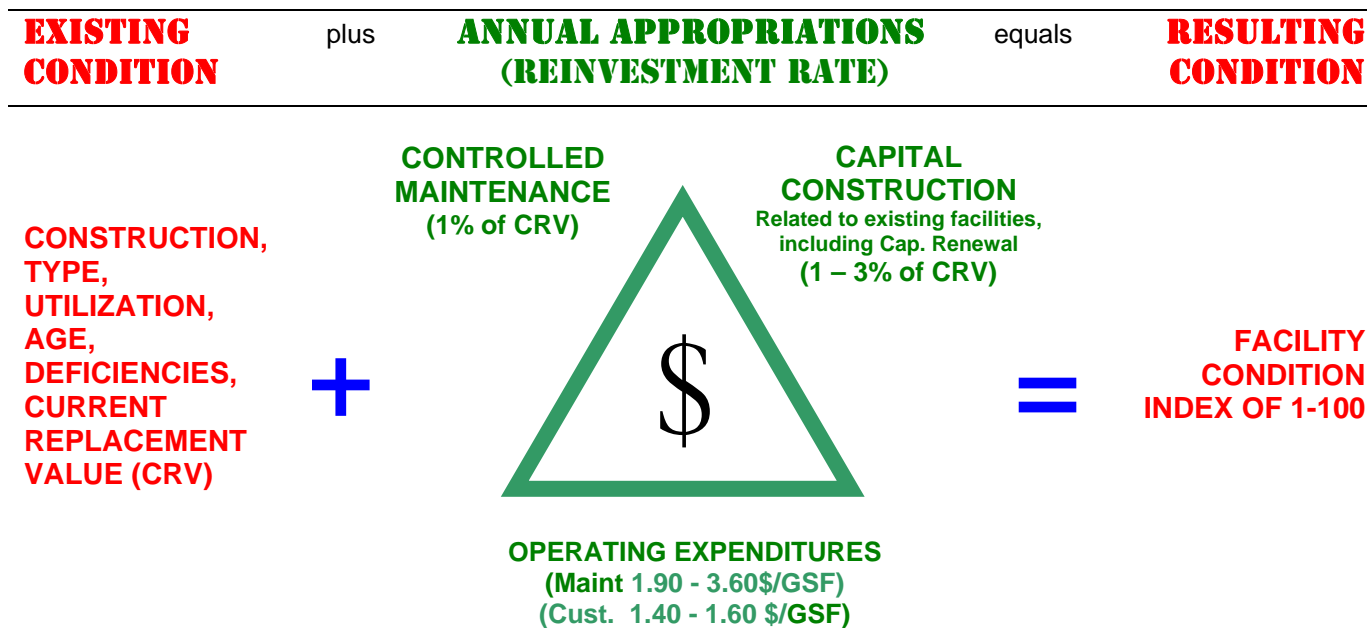 EXISTING CONDITION plus ANNUAL APPROPRIATIONS (REINVESTMENT RATE) equals RESULTING CONDITION
CONTROLLED
MAINTENANCE
(1% of CRV)
CAPITAL
CONSTRUCTION
Related to existing facilities,
including Cap. Renewal
(1 – 3% of CRV)
CONSTRUCTION,
TYPE,
UTILIZATION,
AGE,
DEFICIENCIES,
CURRENT
REPLACEMENT
VALUE (CRV)
+
$
=
FACILITY
CONDITION
INDEX OF 1-100
OPERATING EXPENDITURES
(Maint 1.90 - 3.60$/GSF)
(Cust. 1.40 - 1.60 $/GSF)